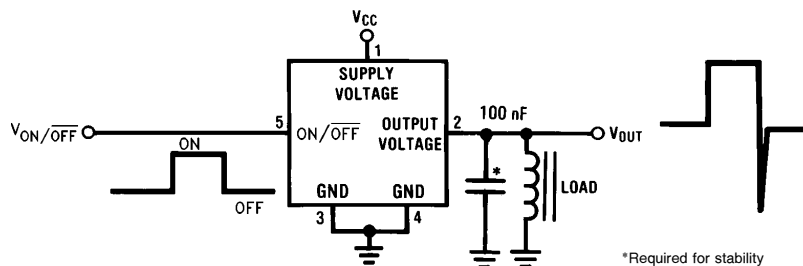 VCC
1
SUPPLY
VOLTAGE
VON/OFF
5
ON/OFF
OUTPUT
VOLTAGE
2
100 nF
VOUT
ON
OFF
*
LOAD
GND
GND
3
4
*Required for stability